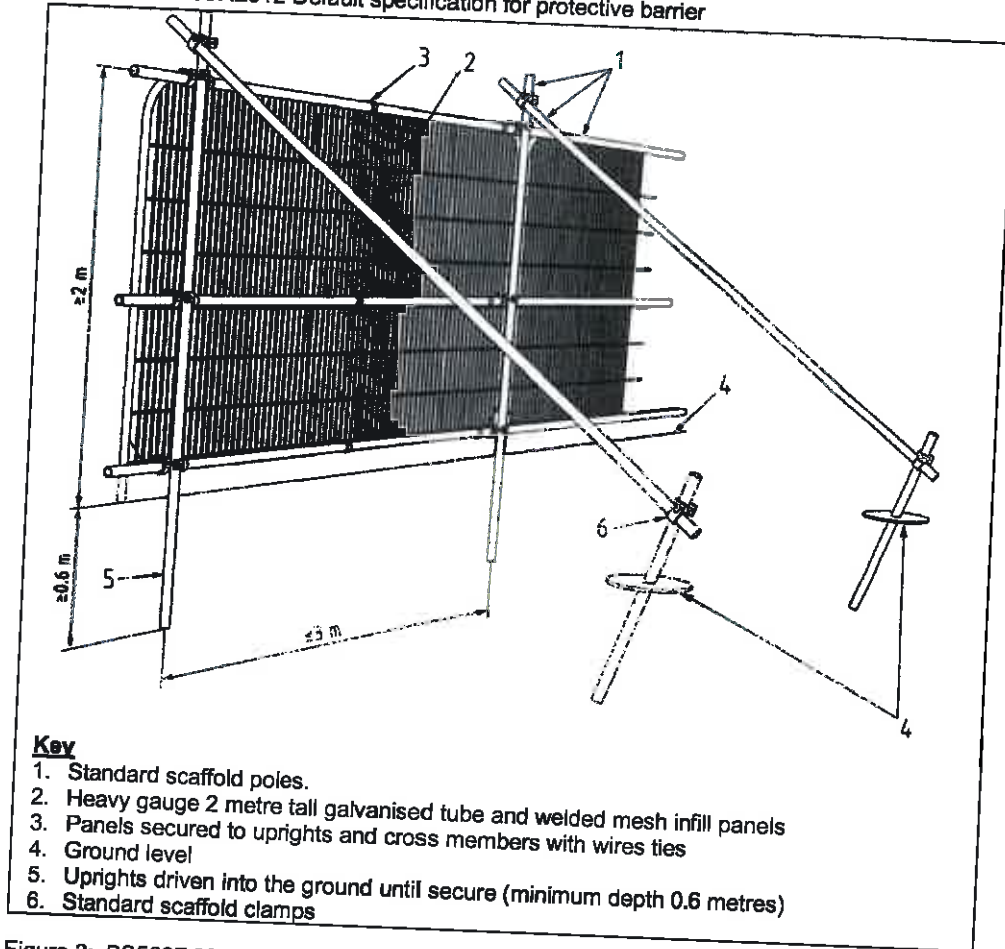 Default specification for protective barrier
3
2
1
≥2 m
4
6
5
≥0.6 m
≤3 m
4
Key
1. Standard scaffold poles.
2. Heavy gauge 2 metre tall galvanised tube and welded mesh infill panels
3. Panels secured to uprights and cross members with wires ties
4. Ground level
5. Uprights driven into the ground until secure (minimum depth 0.6 metres)
6. Standard scaffold clamps